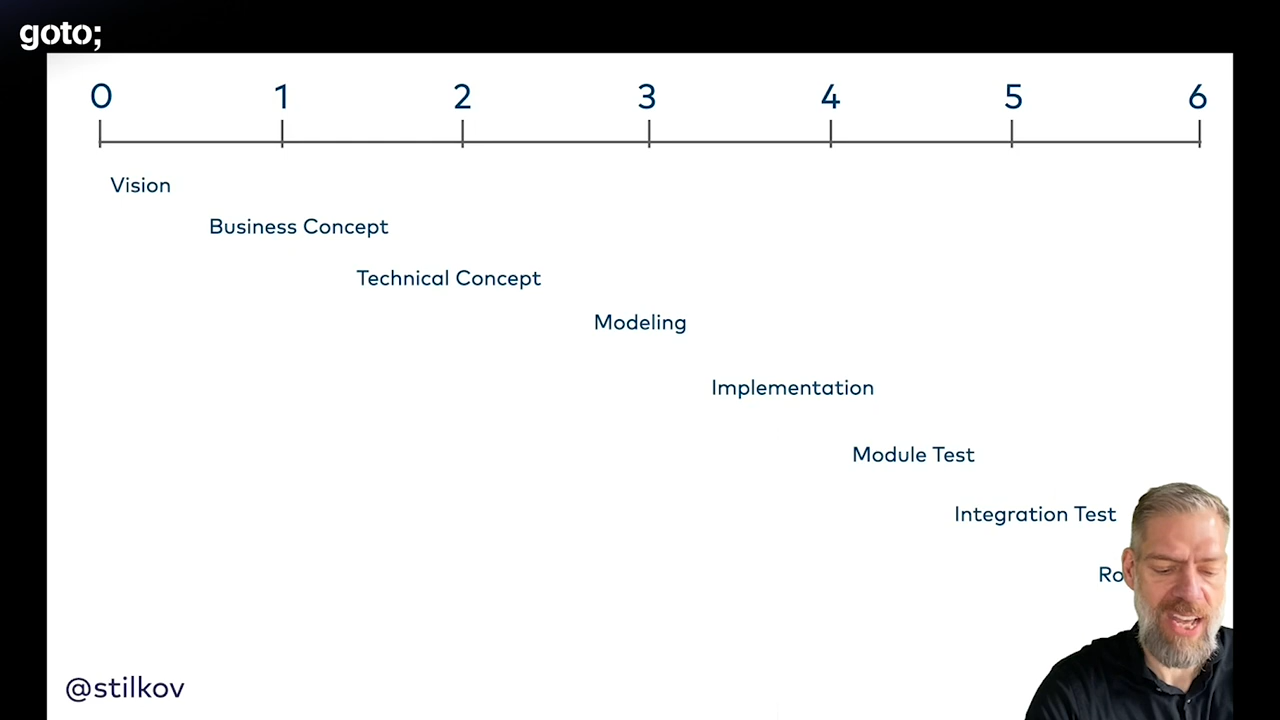 goto;
0 1 2 3 4 5 6
Vision
Business Concept
Technical Concept
Modeling
Implementation
Module Test
Integration Test
@stilkov